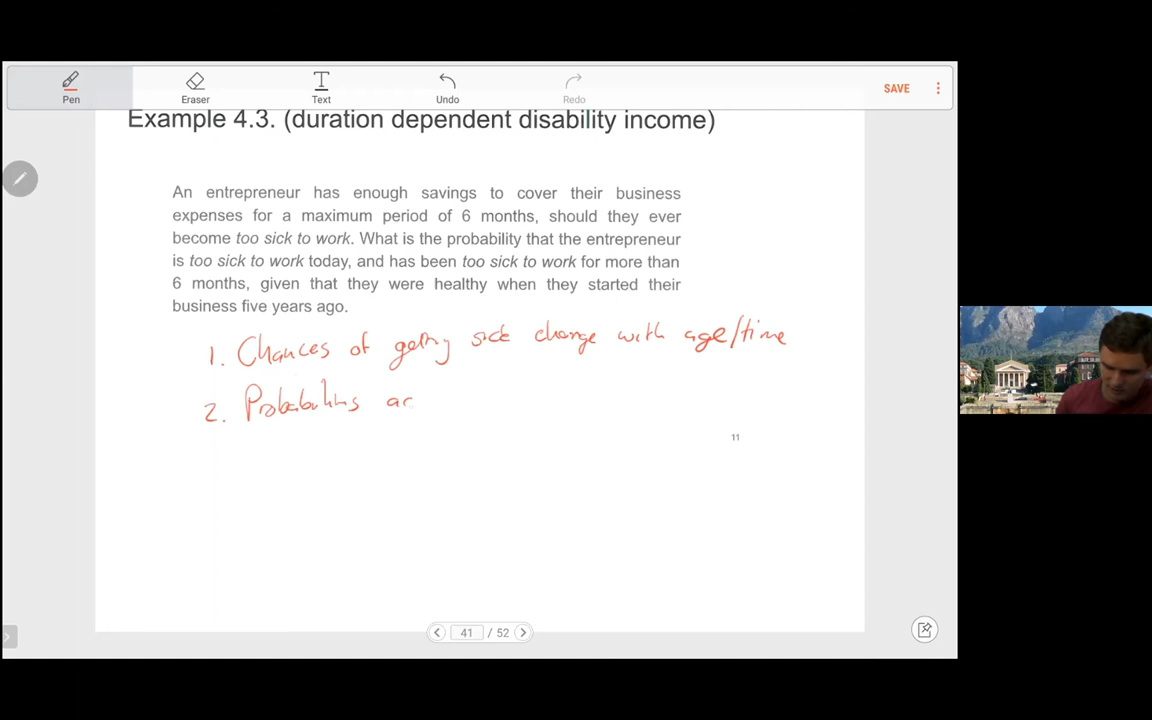 Pen
Eraser
Text
Undo
Redo
SAVE
Example 4.3. (duration dependent disability income)
An entrepreneur has enough savings to cover their business
expenses for a maximum period of 6 months, should they ever
become too sick to work. What is the probability that the entrepreneur
is too sick to work today, and has been too sick to work for more than
6 months, given that they were healthy when they started their
business five years ago.
1. Chances of getting sick change with age/time
2. Probabilities ar
11
41 / 52